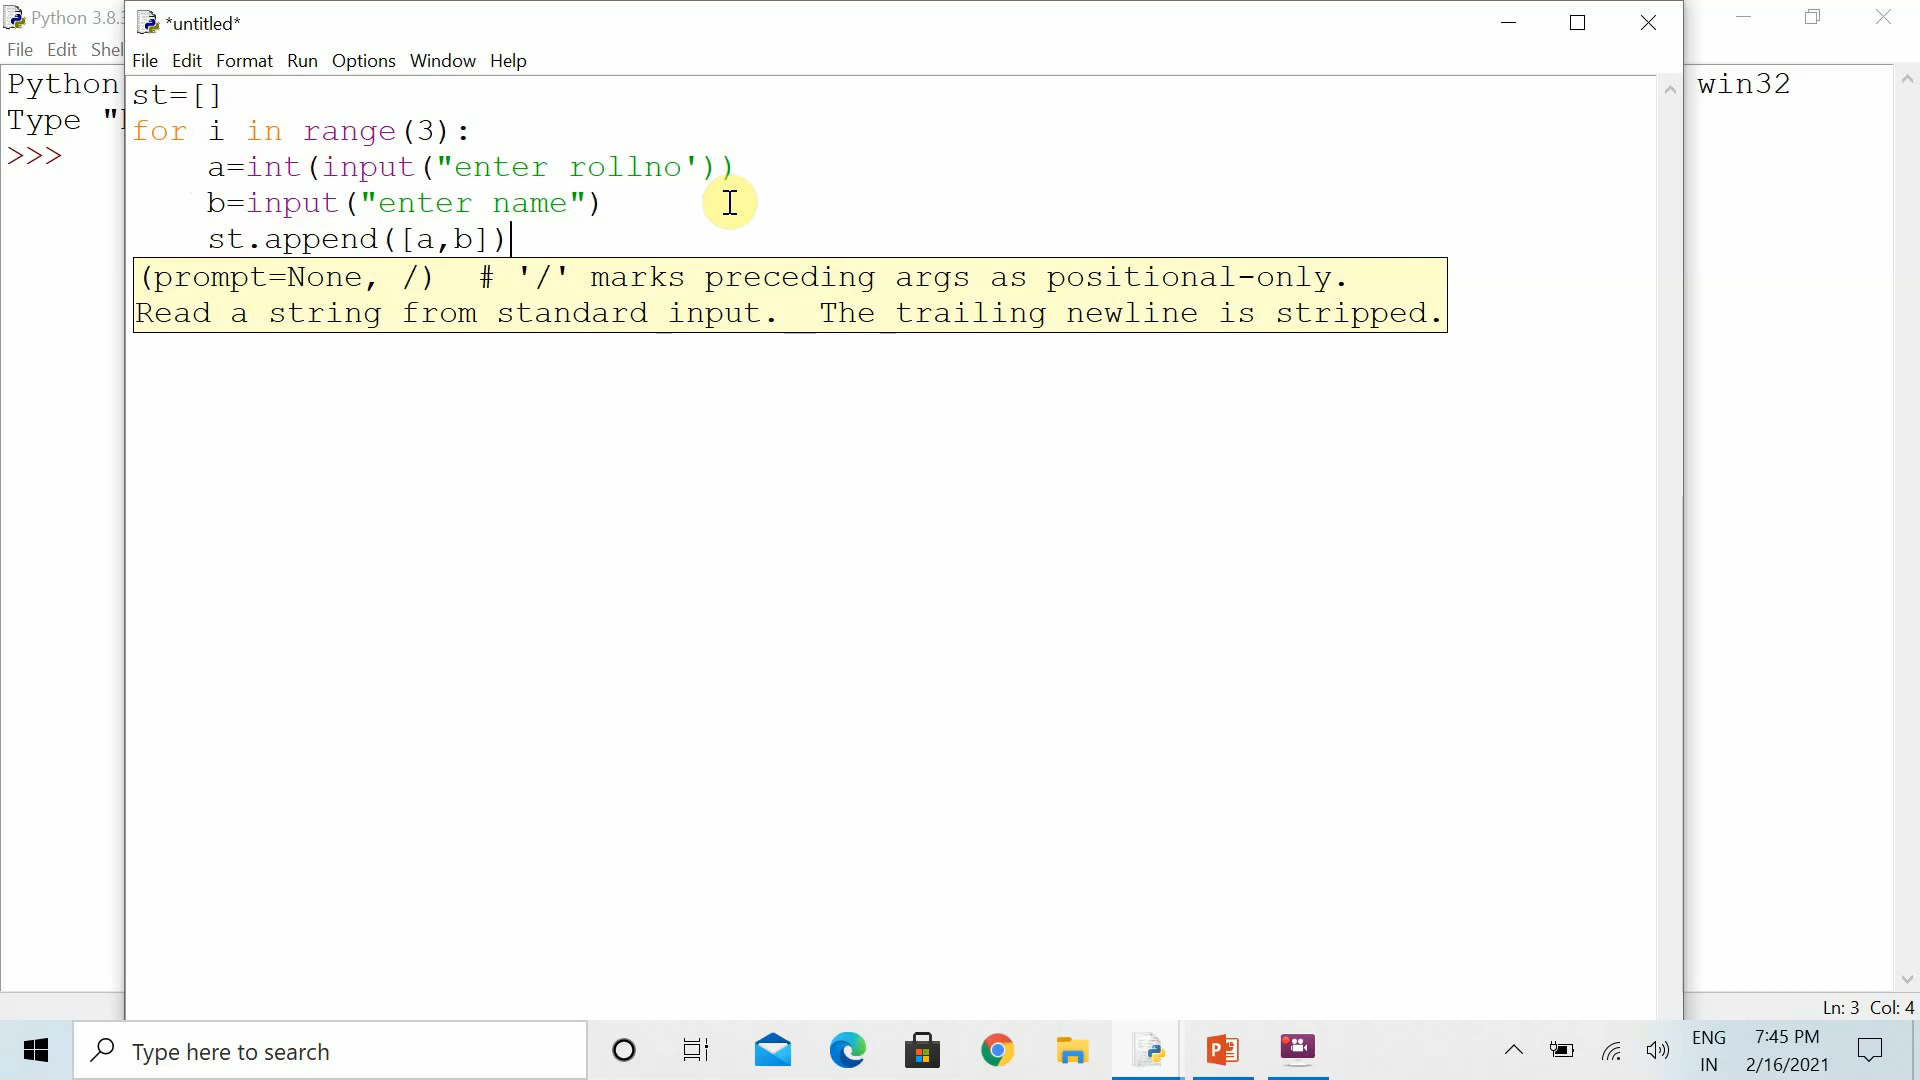 Python 3.8.3
*untitled*
File Edit Shel
File Edit Format Run Options Window Help
Python
win32
Type "
>>>
st=[]
for i in range(3):
    a=int(input("enter rollno'))
    b=input("enter name")
    st.append([a,b])
(prompt=None, /)  # '/' marks preceding args as positional-only.
Read a string from standard input.  The trailing newline is stripped.
Ln: 3 Col: 4
Type here to search
ENG
IN
7:45 PM
2/16/2021